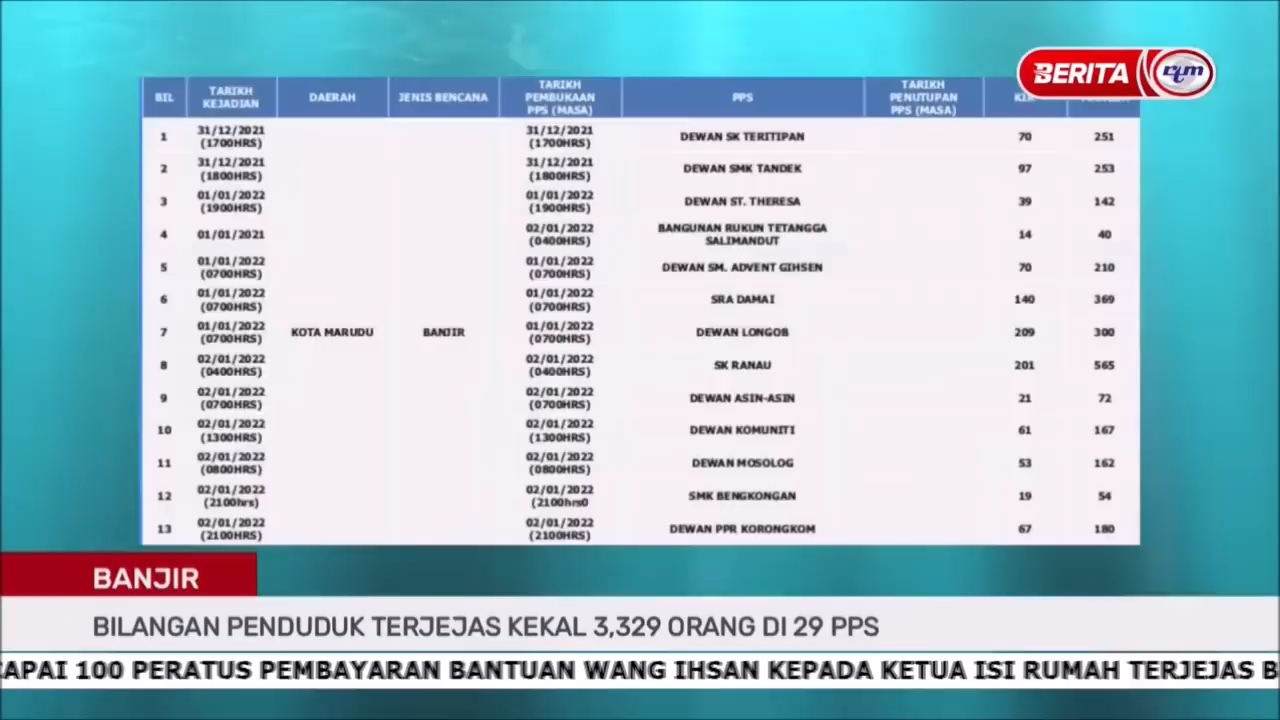 BERITA rtm
BIL TARIKH KEJADIAN DAERAH JENIS BENCANA TARIKH PEMBUKAAN PPS (MASA) PPS TARIKH PENUTUPAN PPS (MASA)
1 31/12/2021 (1700HRS) 31/12/2021 (1700HRS) DEWAN SK TERITIPAN 70 251
2 31/12/2021 (1800HRS) 31/12/2021 (1800HRS) DEWAN SMK TANDEK 97 253
3 01/01/2022 (1900HRS) 01/01/2022 (1900HRS) DEWAN ST. THERESA 39 142
4 01/01/2021 02/01/2022 (0400HRS) BANGUNAN RUKUN TETANGGA SALIMANDUT 14 40
5 01/01/2022 (0700HRS) 01/01/2022 (0700HRS) DEWAN SM. ADVENT GIHSEN 70 210
6 01/01/2022 (0700HRS) 01/01/2022 (0700HRS) SRA DAMAI 140 369
7 01/01/2022 (0700HRS) KOTA MARUDU BANJIR 01/01/2022 (0700HRS) DEWAN LONGOB 209 300
8 02/01/2022 (0400HRS) 02/01/2022 (0400HRS) SK RANAU 201 565
9 02/01/2022 (0700HRS) 02/01/2022 (0700HRS) DEWAN ASIN-ASIN 21 72
10 02/01/2022 (1300HRS) 02/01/2022 (1300HRS) DEWAN KOMUNITI 61 167
11 02/01/2022 (0800HRS) 02/01/2022 (0800HRS) DEWAN MOSOLOG 53 162
12 02/01/2022 (2100hrs) 02/01/2022 (2100hrs0 SMK BENGKONGAN 19 54
13 02/01/2022 (2100HRS) 02/01/2022 (2100HRS) DEWAN PPR KORONGKOM 67 180
BANJIR
BILANGAN PENDUDUK TERJEJAS KEKAL 3,329 ORANG DI 29 PPS
CAPAI 100 PERATUS PEMBAYARAN BANTUAN WANG IHSAN KEPADA KETUA ISI RUMAH TERJEJAS B